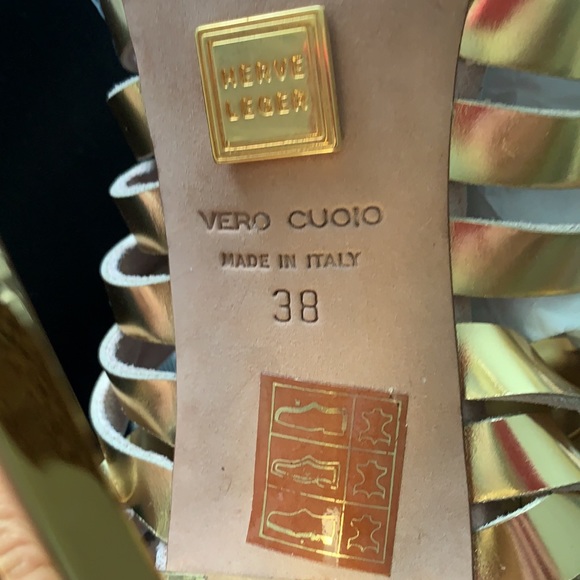 HERVE
LEGER
VERO CUOIO
MADE IN ITALY
38